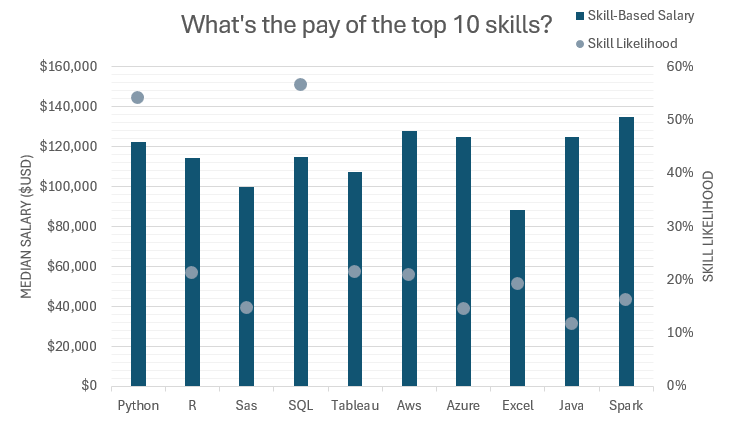 What's the pay of the top 10 skills?
Skill-Based Salary
Skill Likelihood
MEDIAN SALARY ($USD)
$160,000
$140,000
$120,000
$100,000
$80,000
$60,000
$40,000
$20,000
$0
60%
50%
40%
30%
20%
10%
0%
SKILL LIKELIHOOD
Python R Sas SQL Tableau Aws Azure Excel Java Spark